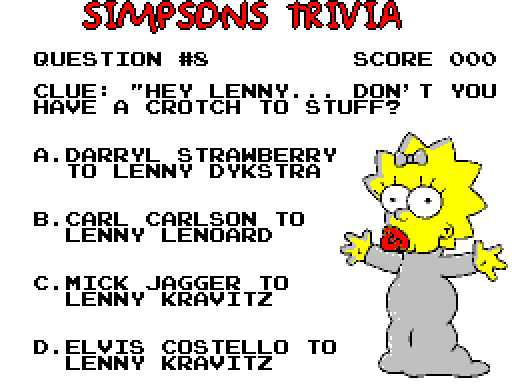 SIMPSONS TRIVIA
QUESTION #8 SCORE 000
CLUE: "HEY LENNY... DON'T YOU
HAVE A CROTCH TO STUFF?
A.DARRYL STRAWBERRY
TO LENNY DYKSTRA
B.CARL CARLSON TO
LENNY LENOARD
C.MICK JAGGER TO
LENNY KRAVITZ
D.ELVIS COSTELLO TO
LENNY KRAVITZ